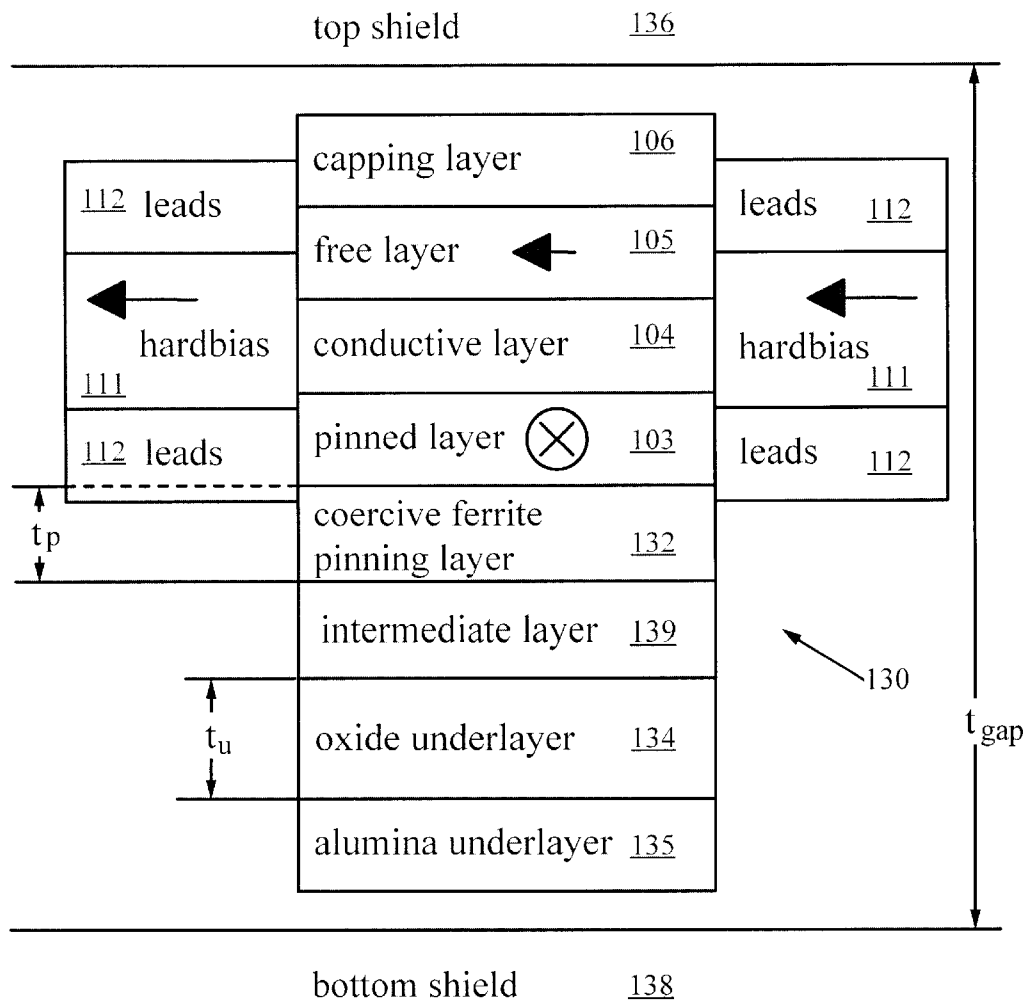 top shield 136
capping layer 106
112 leads
leads 112
free layer 105
hardbias
111
conductive layer 104
hardbias
111
pinned layer 103
112 leads
leads 112
tp
coercive ferrite
pinning layer 132
intermediate layer 139
130
tu
oxide underlayer 134
tgap
alumina underlayer 135
bottom shield 138